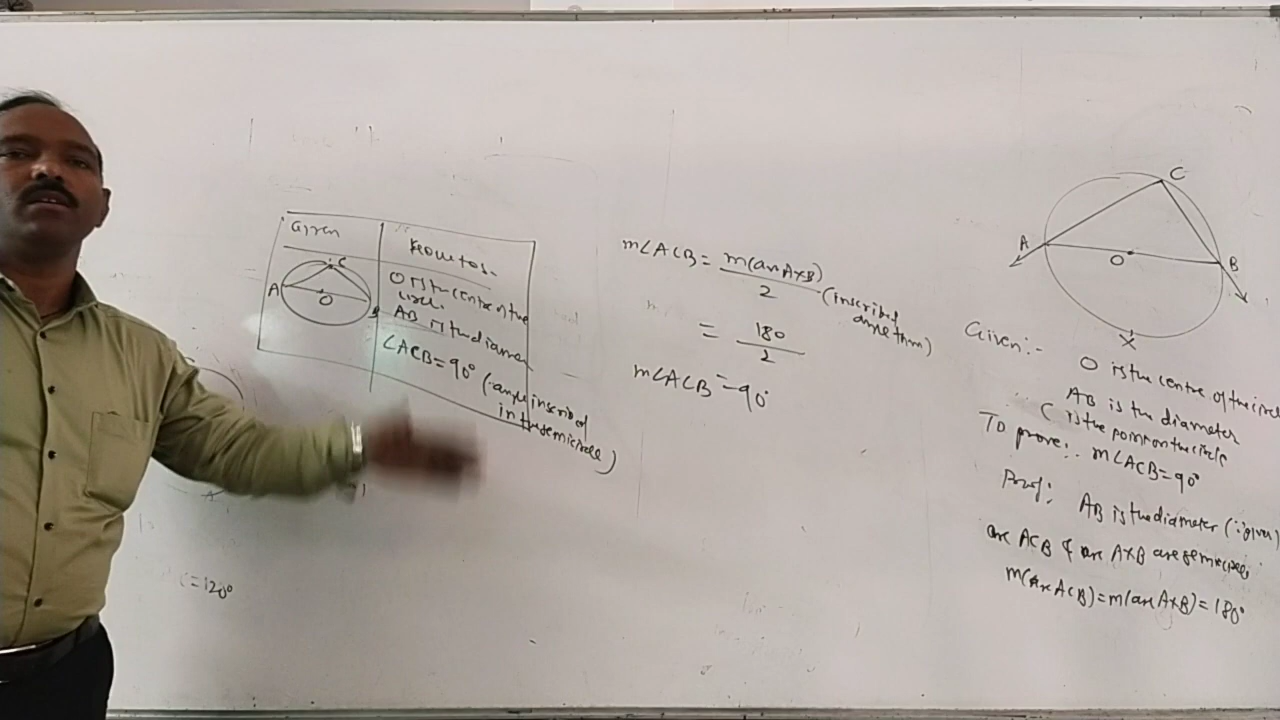 Given
C
A
O
B
O is the centre of the
circle.
AB is the diameter
∠ACB=90° (∵angle inscribed
in the semicircle)
m∠ACB = m(arc AXB)
2
(inscribed
angle thm)
= 180
2
m∠ACB = 90°
C
A
O
B
X
Given:-
O is the centre of the circle
AB is the diameter
C is the point on the circle
To prove:. m∠ACB=90°
Proof: AB is the diameter (∵given)
arc ACB & arc AXB are semicircles
m(arc ACB)=m(arc AXB)=180°
=120°